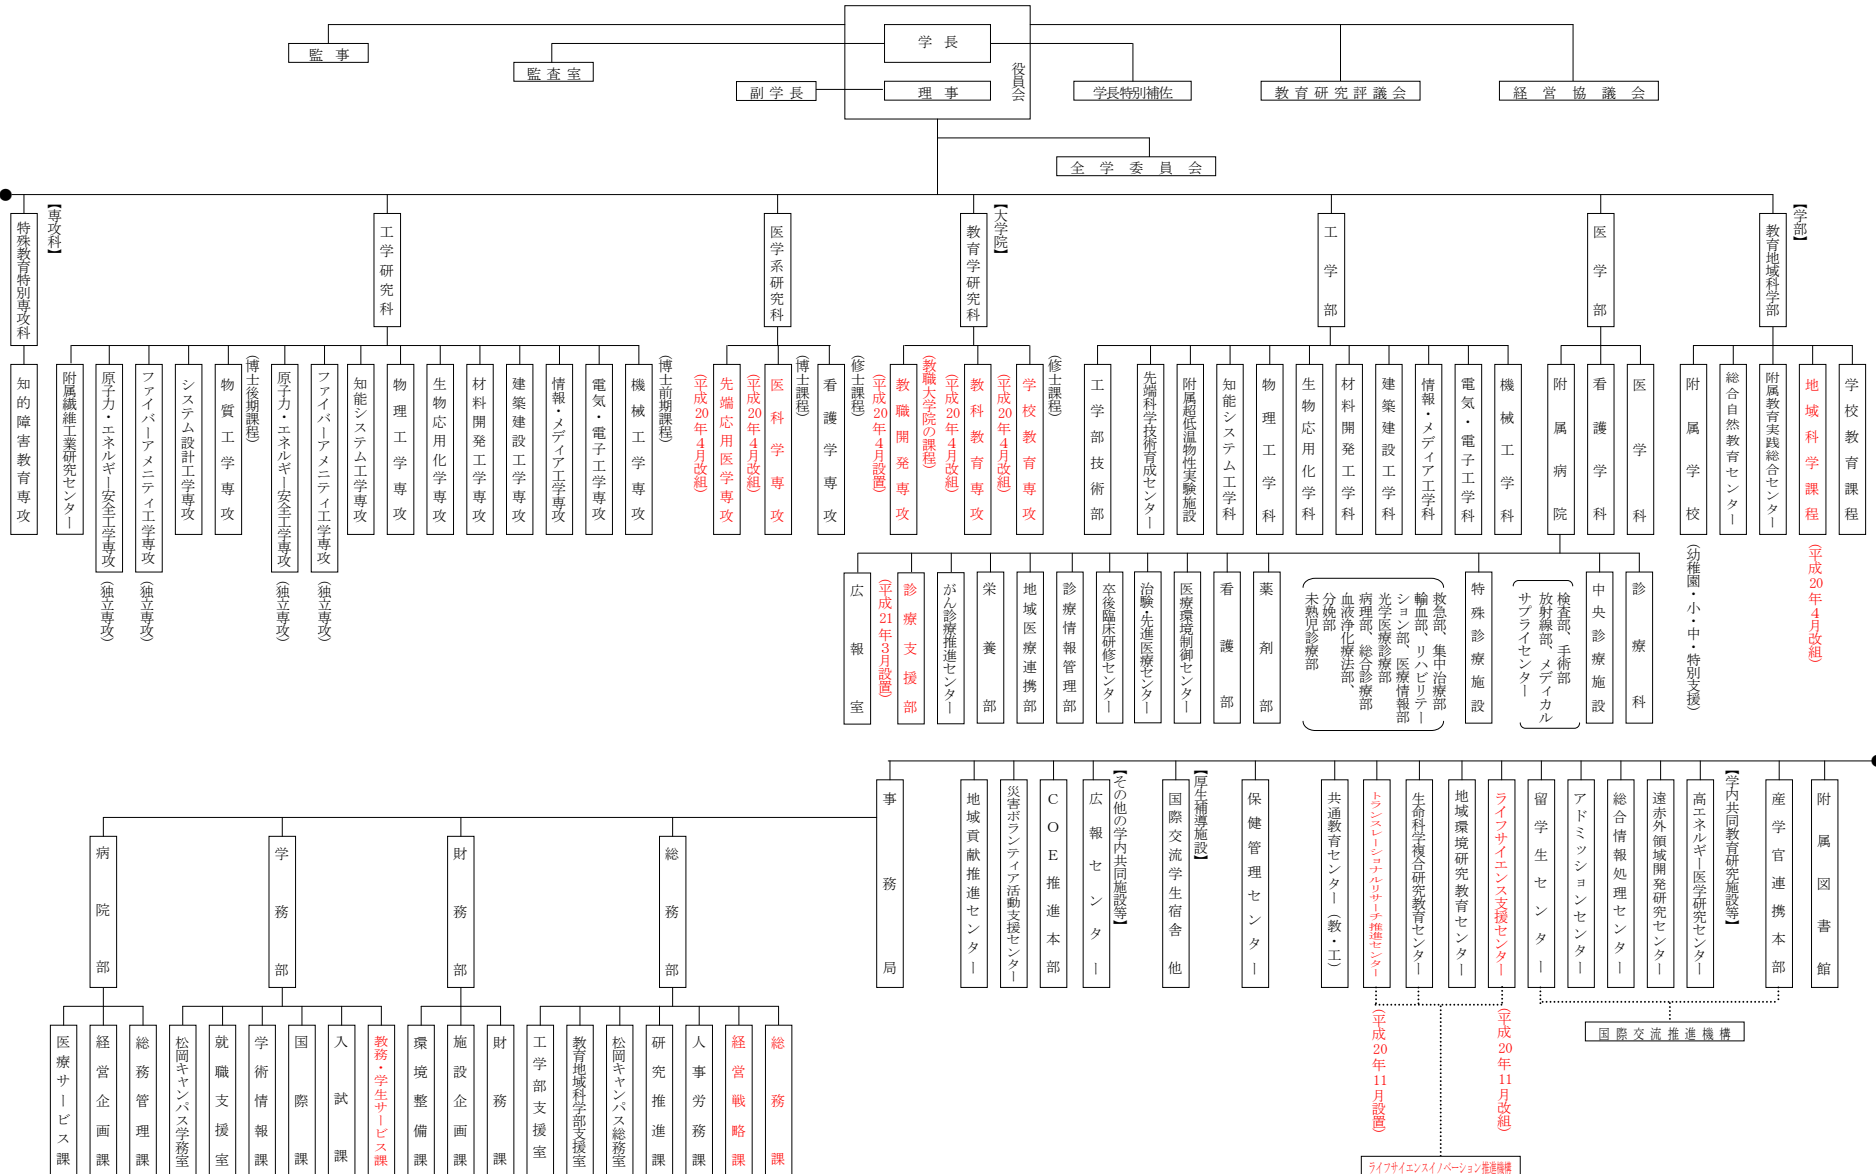 学長
役員会
監事
監査室
副学長
理事
学長特別補佐
教育研究評議会
経営協議会
全学委員会
【学部】
教育地域科学部
学校教育課程
地域科学課程
(平成20年4月改組)
附属教育実践総合センター
総合自然教育センター
附属学校
(幼稚園・小・中・特別支援)
医学部
医学科
看護学科
附属病院
診療科
中央診療施設
検査部、手術部
放射線部、メディカル
サプライセンター
特殊診療施設
救急部、集中治療部
輸血部、リハビリテー
ション部、医療情報部
光学医療診療部
病理部、総合診療部
血液浄化療法部、
分娩部
未熟児診療部
薬剤部
看護部
医療環境制御センター
治験・先進医療センター
卒後臨床研修センター
診療情報管理部
地域医療連携部
栄養部
がん診療推進センター
診療支援部
(平成21年3月設置)
広報室
工学部
機械工学科
電気・電子工学科
情報・メディア工学科
建築建設工学科
材料開発工学科
生物応用化学科
物理工学科
知能システム工学科
附属超低温物性実験施設
先端科学技術育成センター
工学部技術部
【大学院】
教育学研究科
(修士課程)
学校教育専攻
(平成20年4月改組)
教科教育専攻
(平成20年4月改組)
(教職大学院の課程)
教職開発専攻
(平成20年4月設置)
医学系研究科
(修士課程)
看護学専攻
(博士課程)
医科学専攻
(平成20年4月改組)
先端応用医学専攻
(平成20年4月改組)
工学研究科
(博士前期課程)
機械工学専攻
電気・電子工学専攻
情報・メディア工学専攻
建築建設工学専攻
材料開発工学専攻
生物応用化学専攻
物理工学専攻
知能システム工学専攻
ファイバーアメニティ工学専攻
(独立専攻)
原子力・エネルギー安全工学専攻
(独立専攻)
(博士後期課程)
物質工学専攻
システム設計工学専攻
ファイバーアメニティ工学専攻
(独立専攻)
原子力・エネルギー安全工学専攻
(独立専攻)
附属繊維工業研究センター
【専攻科】
特殊教育特別専攻科
知的障害教育専攻
附属図書館
産学官連携本部
【学内共同教育研究施設等】
高エネルギー医学研究センター
遠赤外領域開発研究センター
総合情報処理センター
アドミッションセンター
留学生センター
国際交流推進機構
ライフサイエンス支援センター
(平成20年11月改組)
地域環境研究教育センター
生命科学複合研究教育センター
トランスレーショナルリサーチ推進センター
(平成20年11月設置)
ライフサイエンスイノベーション推進機構
共通教育センター(教・工)
保健管理センター
【厚生補導施設】
国際交流学生宿舎他
【その他の学内共同施設等】
広報センター
COE推進本部
災害ボランティア活動支援センター
地域貢献推進センター
事務局
総務部
総務課
経営戦略課
人事労務課
研究推進課
松岡キャンパス総務室
教育地域科学部支援室
工学部支援室
財務部
財務課
施設企画課
環境整備課
学務部
教務・学生サービス課
入試課
国際課
学術情報課
就職支援室
松岡キャンパス学務室
病院部
総務管理課
経営企画課
医療サービス課